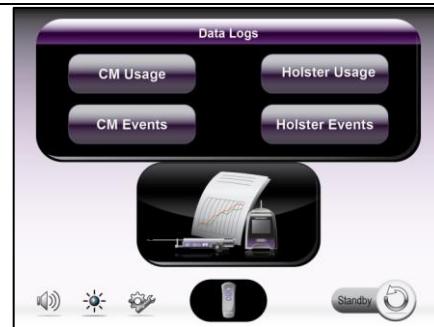 Data Logs
CM Usage
Holster Usage
CM Events
Holster Events
Standby